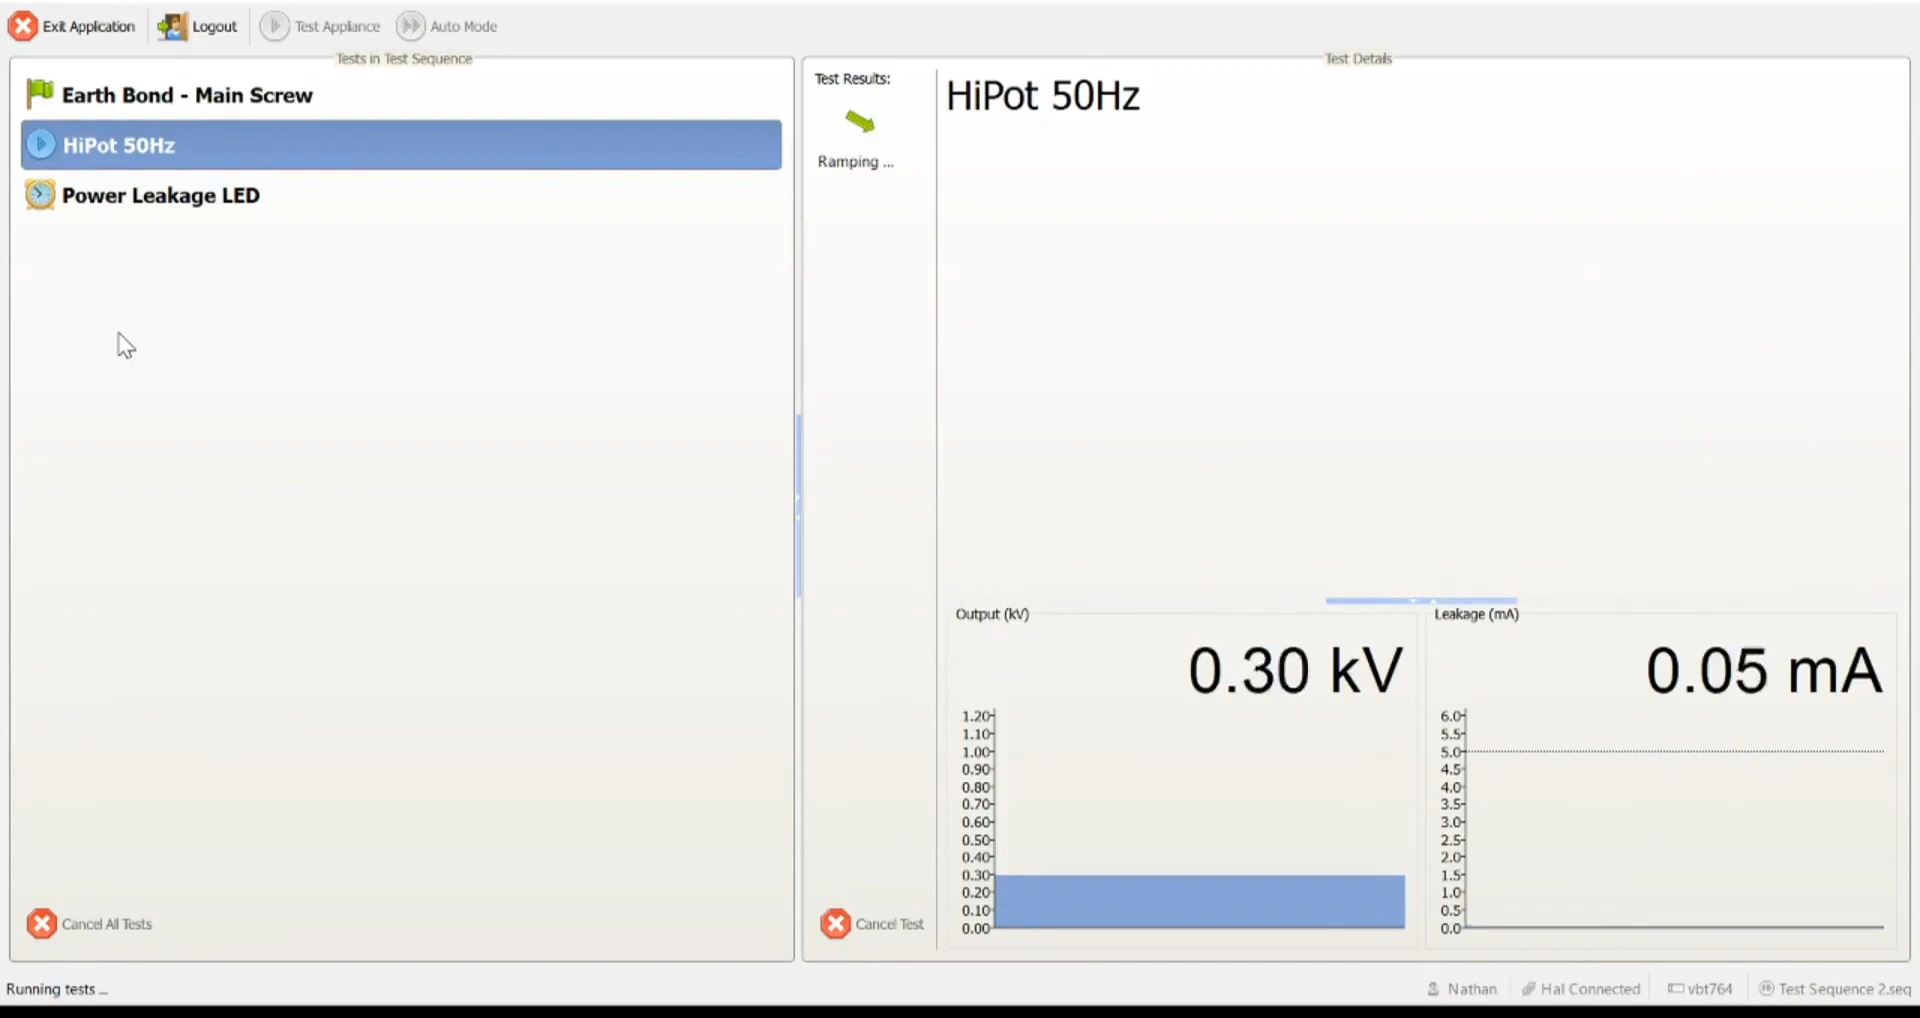 Exit Application
Logout
Test Appliance
Auto Mode
Tests in Test Sequence
Earth Bond - Main Screw
HiPot 50Hz
Power Leakage LED
Cancel All Tests
Test Details
Test Results:
Ramping ...
Cancel Test
HiPot 50Hz
Output (kV)
0.30 kV
1.20
1.10
1.00
0.90
0.80
0.70
0.60
0.50
0.40
0.30
0.20
0.10
0.00
Leakage (mA)
0.05 mA
6.0
5.5
5.0
4.5
4.0
3.5
3.0
2.5
2.0
1.5
1.0
0.5
0.0
Running tests ...
Nathan
Hal Connected
vbt764
Test Sequence 2.seq